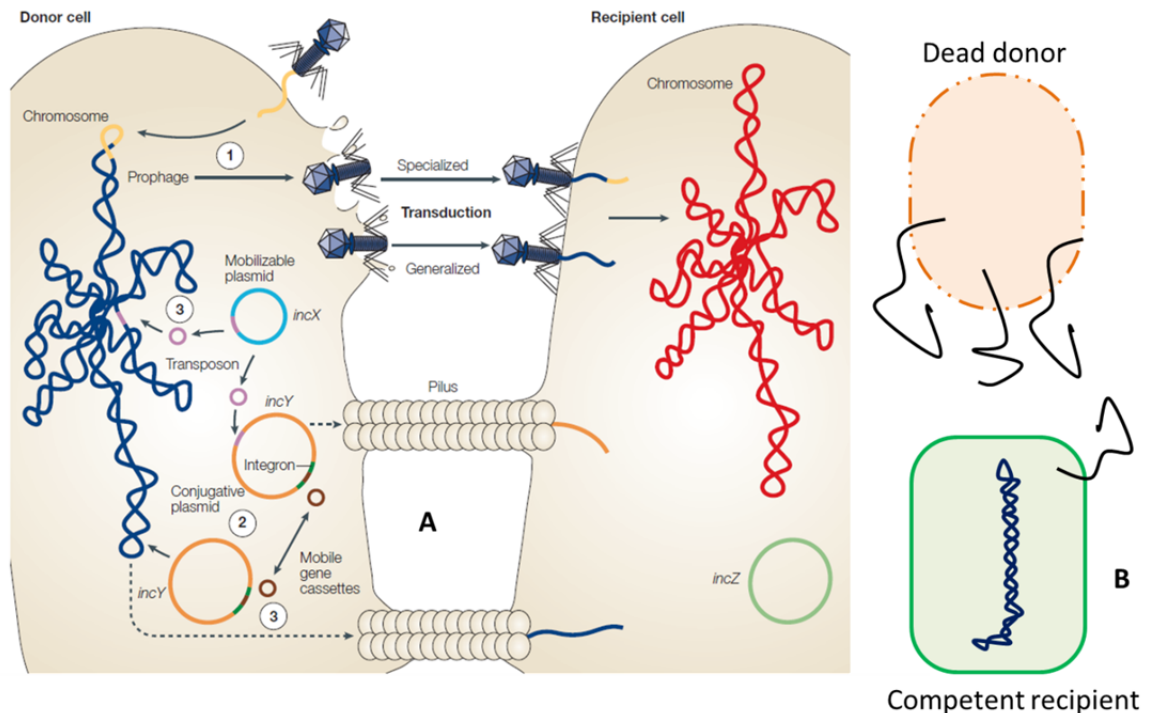 Donor cell
Recipient cell
Dead donor
Chromosome
Chromosome
1
Prophage
Specialized
Transduction
Generalized
Mobilizable
plasmid
incX
3
Transposon
incY
Pilus
Integron
Conjugative
plasmid
2
A
Mobile
gene
cassettes
incY
3
incZ
B
Competent recipient